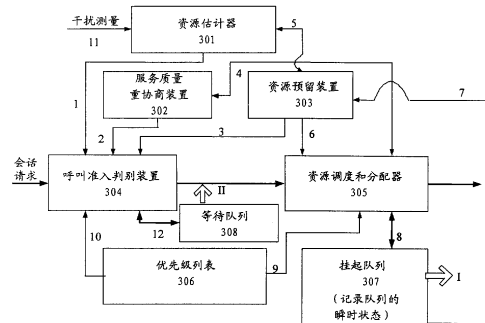 干扰测量
11
资源估计器
301
5
服务质量
重协商装置
302
4
资源预留装置
303
7
1
2
3
6
会话
请求
呼叫准入判别装置
304
II
资源调度和分配器
305
等待队列
308
12
10
优先级列表
306
9
8
挂起队列
307
(记录队列的
瞬时状态)
I